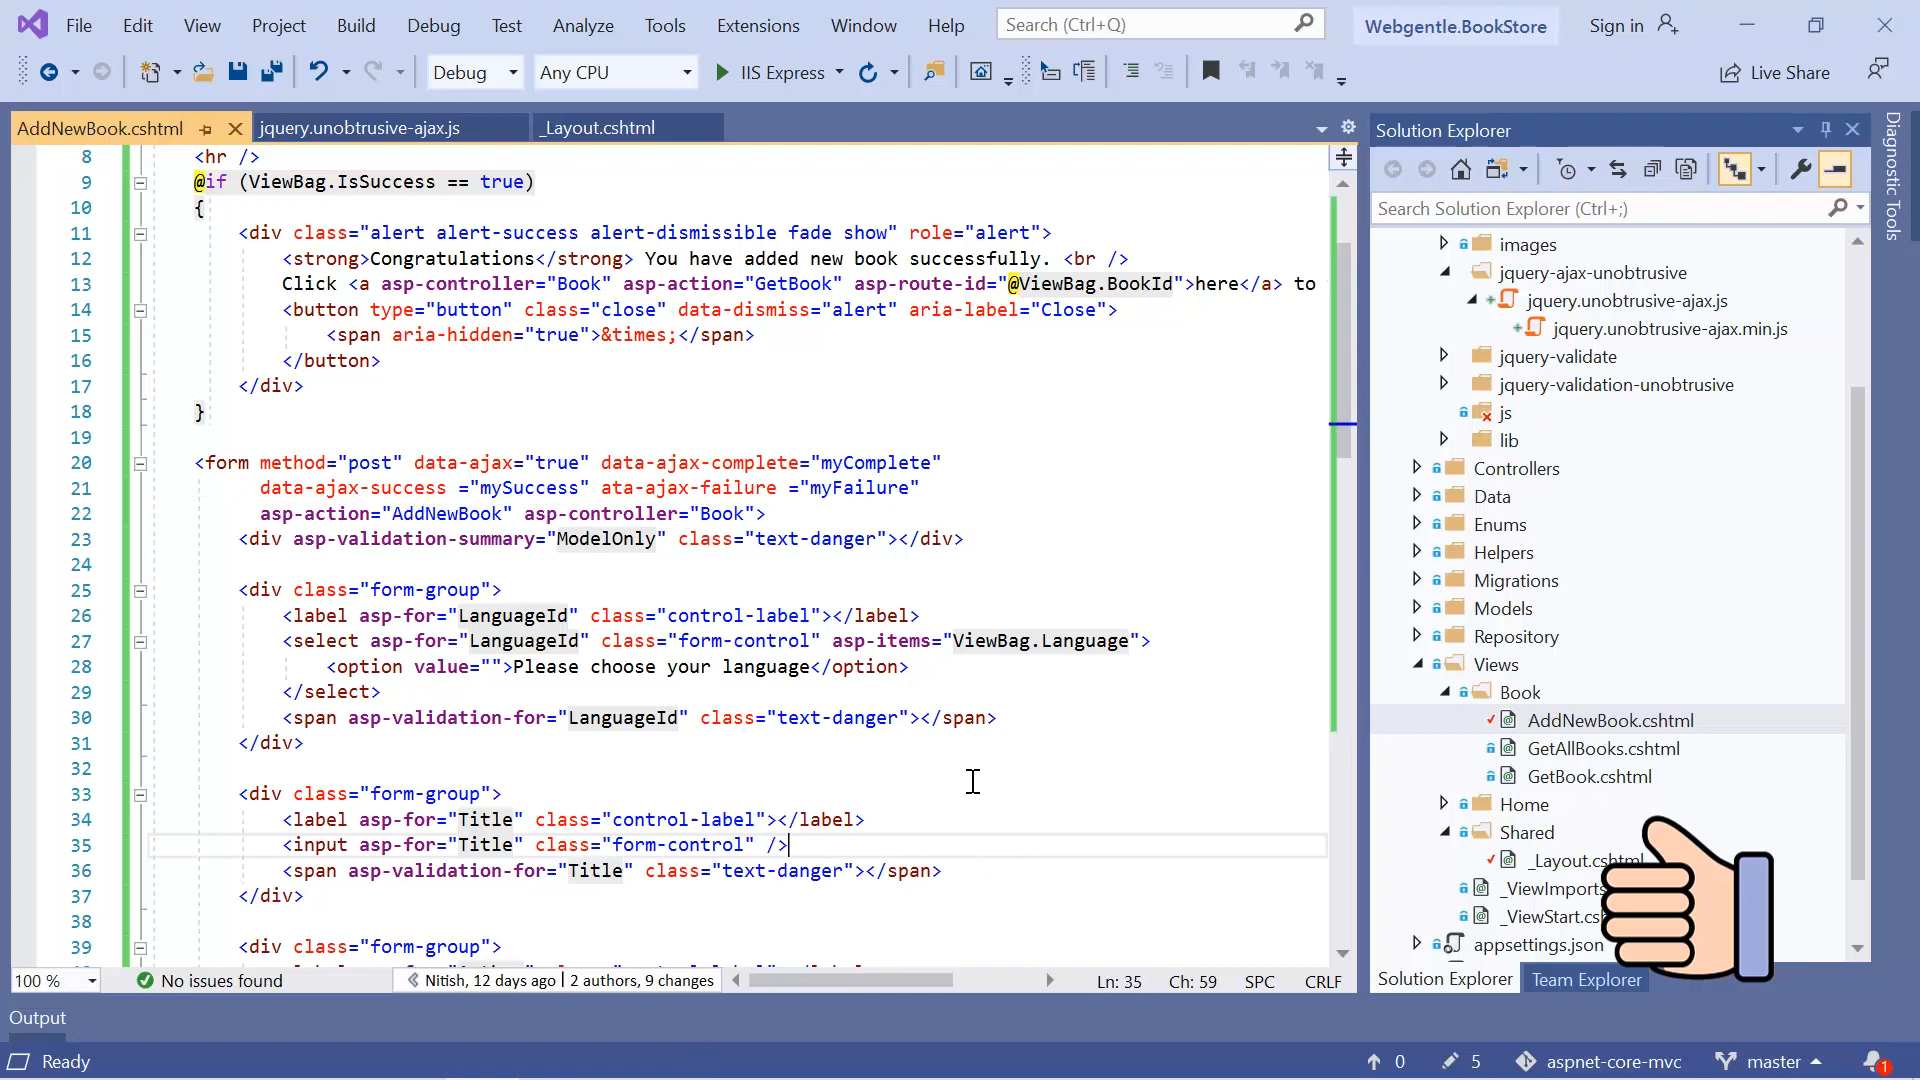 File Edit View Project Build Debug Test Analyze Tools Extensions Window Help Search (Ctrl+Q) Webgentle.BookStore Sign in
Debug Any CPU IIS Express Live Share
AddNewBook.cshtml jquery.unobtrusive-ajax.js _Layout.cshtml
8 <hr />
9 @if (ViewBag.IsSuccess == true)
10 {
11 <div class="alert alert-success alert-dismissible fade show" role="alert">
12 <strong>Congratulations</strong> You have added new book successfully. <br />
13 Click <a asp-controller="Book" asp-action="GetBook" asp-route-id="@ViewBag.BookId">here</a> to
14 <button type="button" class="close" data-dismiss="alert" aria-label="Close">
15 <span aria-hidden="true">&times;</span>
16 </button>
17 </div>
18 }
19
20 <form method="post" data-ajax="true" data-ajax-complete="myComplete"
21 data-ajax-success ="mySuccess" ata-ajax-failure ="myFailure"
22 asp-action="AddNewBook" asp-controller="Book">
23 <div asp-validation-summary="ModelOnly" class="text-danger"></div>
24
25 <div class="form-group">
26 <label asp-for="LanguageId" class="control-label"></label>
27 <select asp-for="LanguageId" class="form-control" asp-items="ViewBag.Language">
28 <option value="">Please choose your language</option>
29 </select>
30 <span asp-validation-for="LanguageId" class="text-danger"></span>
31 </div>
32
33 <div class="form-group">
34 <label asp-for="Title" class="control-label"></label>
35 <input asp-for="Title" class="form-control" />
36 <span asp-validation-for="Title" class="text-danger"></span>
37 </div>
38
39 <div class="form-group">
100 % No issues found Nitish, 12 days ago | 2 authors, 9 changes Ln: 35 Ch: 59 SPC CRLF
Solution Explorer
Search Solution Explorer (Ctrl+;)
images
jquery-ajax-unobtrusive
jquery.unobtrusive-ajax.js
jquery.unobtrusive-ajax.min.js
jquery-validate
jquery-validation-unobtrusive
js
lib
Controllers
Data
Enums
Helpers
Migrations
Models
Repository
Views
Book
AddNewBook.cshtml
GetAllBooks.cshtml
GetBook.cshtml
Home
Shared
_Layout.cshtml
_ViewImports
_ViewStart.cs
appsettings.json
Solution Explorer Team Explorer
Diagnostic Tools
Output
Ready 0 5 aspnet-core-mvc master 1